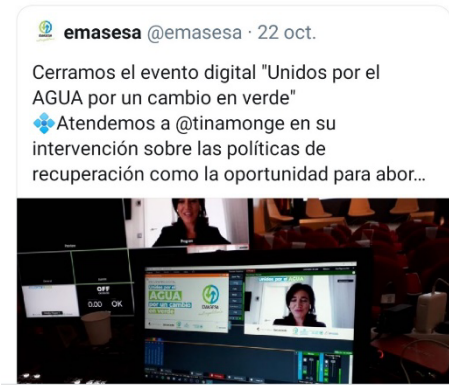 emasesa @emasesa · 22 oct.
Cerramos el evento digital "Unidos por el
AGUA por un cambio en verde"
💠Atendemos a @tinamonge en su
intervención sobre las políticas de
recuperación como la oportunidad para abor...
OFF
0.00 OK
AGUA
por un cambio
en verde